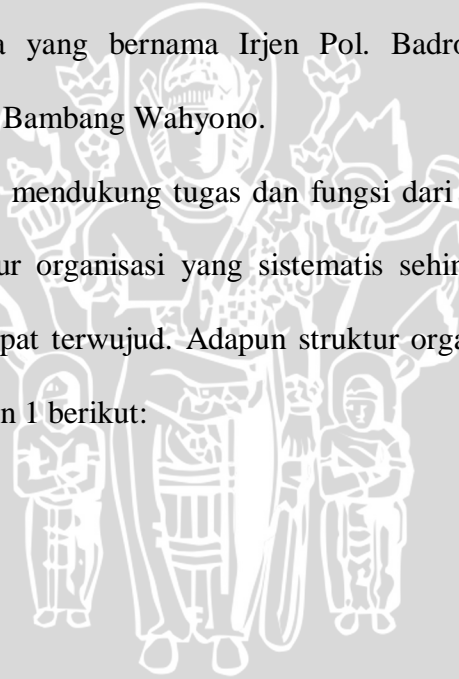 yang bernama Irjen Pol. Badro
Bambang Wahyono.
mendukung tugas dan fungsi dari
ur organisasi yang sistematis sehin
pat terwujud. Adapun struktur orga
n 1 berikut: